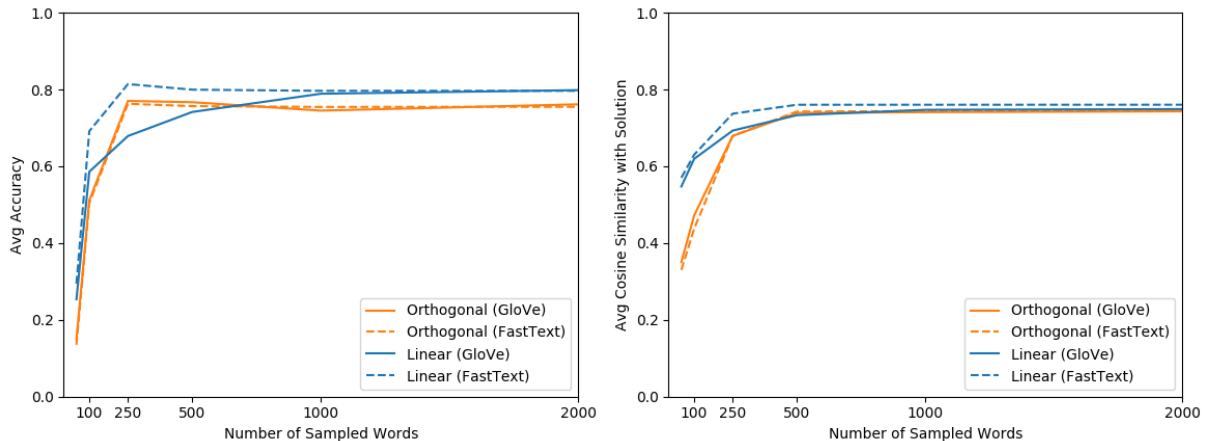 1.0
0.8
0.6
0.4
0.2
0.0
Avg Accuracy
100 250 500 1000 2000
Number of Sampled Words
Orthogonal (GloVe)
Orthogonal (FastText)
Linear (GloVe)
Linear (FastText)
1.0
0.8
0.6
0.4
0.2
0.0
Avg Cosine Similarity with Solution
100 250 500 1000 2000
Number of Sampled Words
Orthogonal (GloVe)
Orthogonal (FastText)
Linear (GloVe)
Linear (FastText)